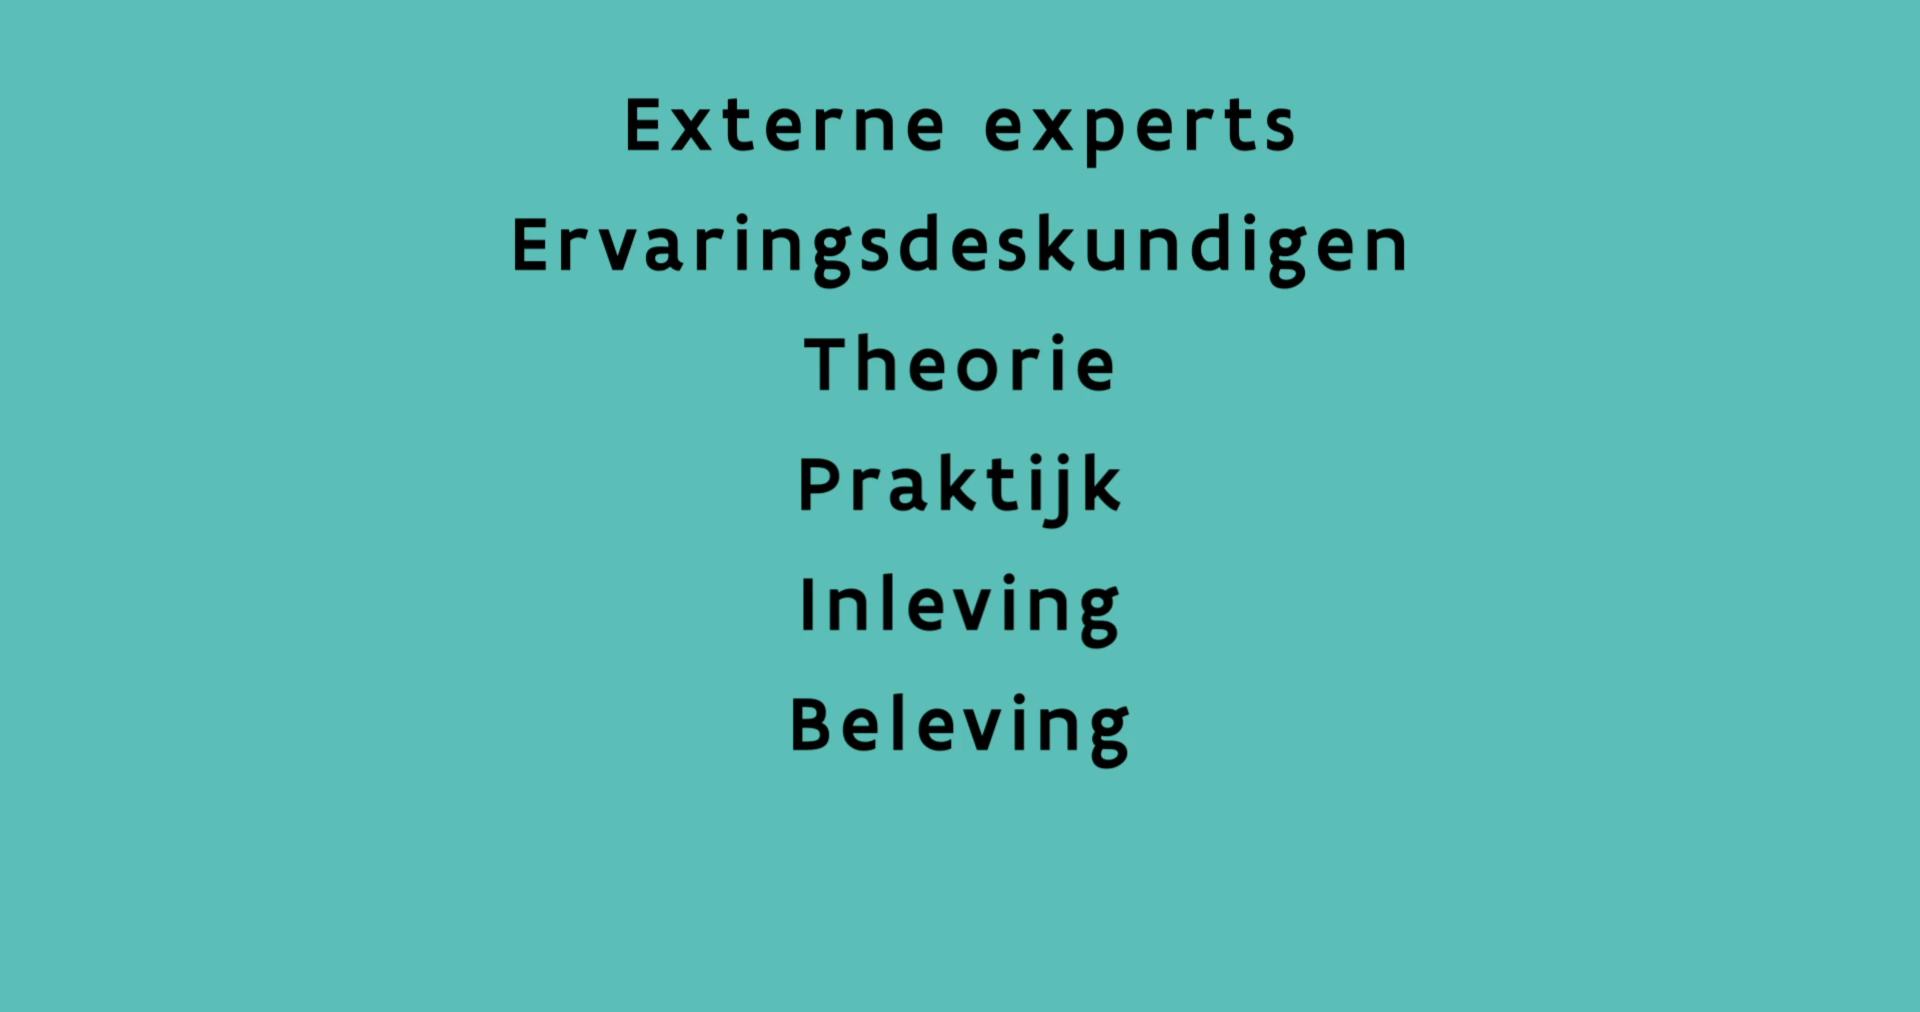 Externe experts
Ervaringsdeskundigen
Theorie
Praktijk
Inleving
Beleving